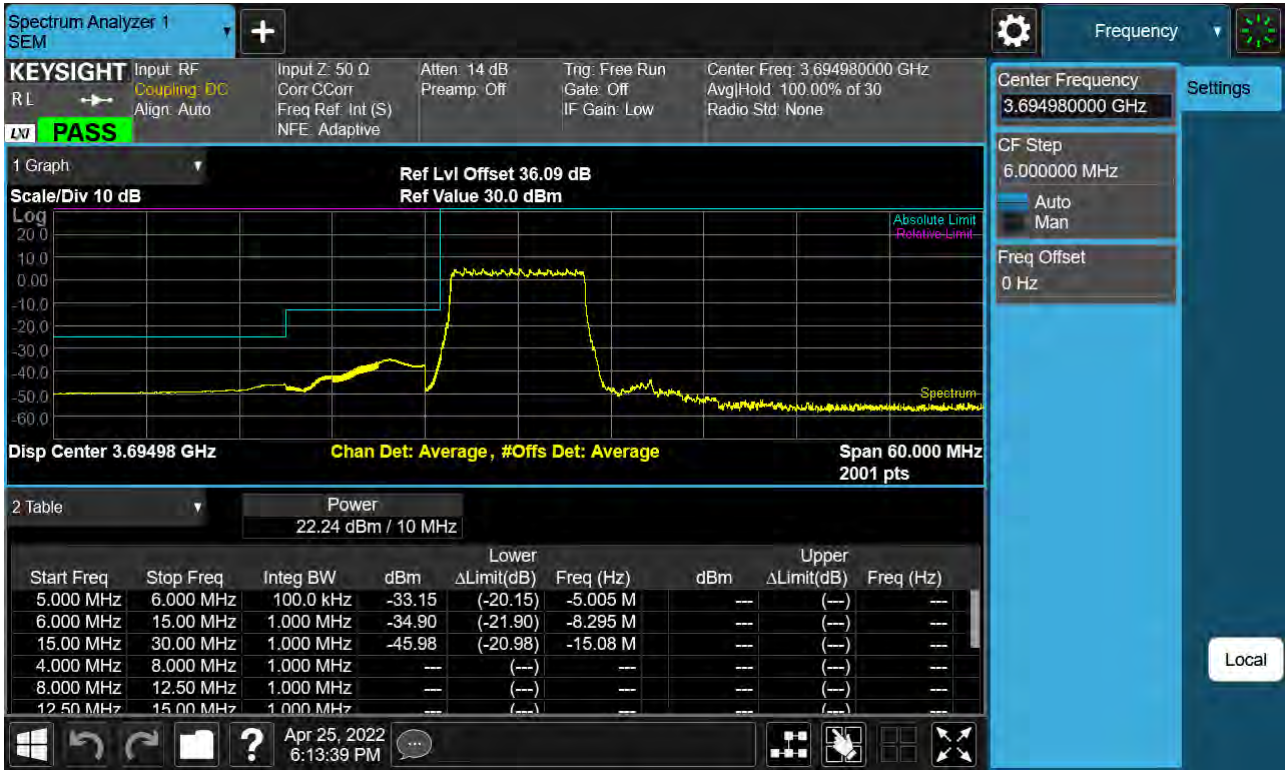 Spectrum Analyzer 1
SEM
+
Frequency
KEYSIGHT
RL
LXI
PASS
Input: RF
Coupling: DC
Align: Auto
Input Z: 50 Ω
Corr CCorr
Freq Ref: Int (S)
NFE: Adaptive
Atten: 14 dB
Preamp: Off
Trig: Free Run
Gate: Off
IF Gain: Low
Center Freq: 3.694980000 GHz
Avg|Hold: 100.00% of 30
Radio Std: None
Center Frequency
3.694980000 GHz
Settings
CF Step
6.000000 MHz
Auto
Man
Freq Offset
0 Hz
Local
1 Graph
Ref Lvl Offset 36.09 dB
Scale/Div 10 dB
Ref Value 30.0 dBm
Log
Absolute Limit
Relative Limit
20.0
10.0
0.00
-10.0
-20.0
-30.0
-40.0
-50.0
-60.0
Spectrum
Disp Center 3.69498 GHz
Chan Det: Average, #Offs Det: Average
Span 60.000 MHz
2001 pts
2 Table
Power
22.24 dBm / 10 MHz
Lower Upper
Start Freq Stop Freq Integ BW dBm ΔLimit(dB) Freq (Hz) dBm ΔLimit(dB) Freq (Hz)
5.000 MHz 6.000 MHz 100.0 kHz -33.15 (-20.15) -5.005 M --- (---) ---
6.000 MHz 15.00 MHz 1.000 MHz -34.90 (-21.90) -8.295 M --- (---) ---
15.00 MHz 30.00 MHz 1.000 MHz -45.98 (-20.98) -15.08 M --- (---) ---
4.000 MHz 8.000 MHz 1.000 MHz --- (---) --- --- (---) ---
8.000 MHz 12.50 MHz 1.000 MHz --- (---) --- --- (---) ---
12.50 MHz 15.00 MHz 1.000 MHz --- (---) --- --- (---) ---
?
Apr 25, 2022
6:13:39 PM